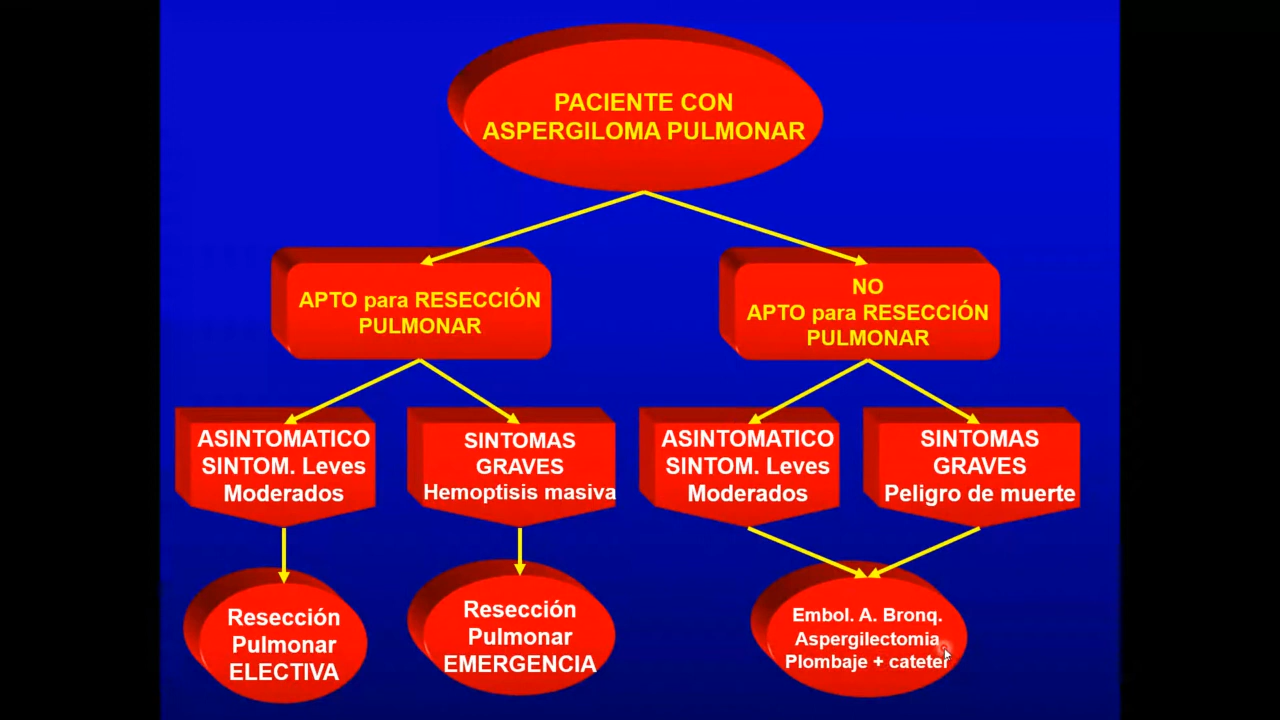 PACIENTE CON
ASPERGILOMA PULMONAR
APTO para RESECCIÓN
PULMONAR
NO
APTO para RESECCIÓN
PULMONAR
ASINTOMATICO
SINTOM. Leves
Moderados
SINTOMAS
GRAVES
Hemoptisis masiva
ASINTOMATICO
SINTOM. Leves
Moderados
SINTOMAS
GRAVES
Peligro de muerte
Resección
Pulmonar
ELECTIVA
Resección
Pulmonar
EMERGENCIA
Embol. A. Bronq.
Aspergilectomia
Plombaje + cateter